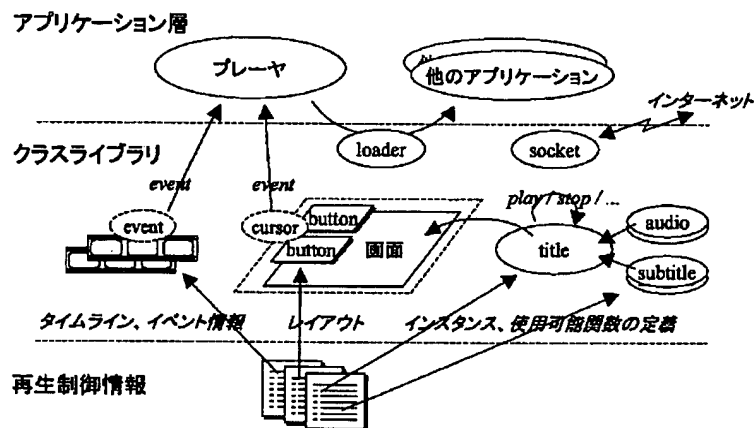 アプリケーション層
プレーヤ
他のアプリケーション
インターネット
クラスライブラリ
loader
socket
event
event
play / stop / ...
event
cursor
button
button
画面
title
audio
subtitle
タイムライン、イベント情報
レイアウト
インスタンス、使用可能関数の定義
再生制御情報